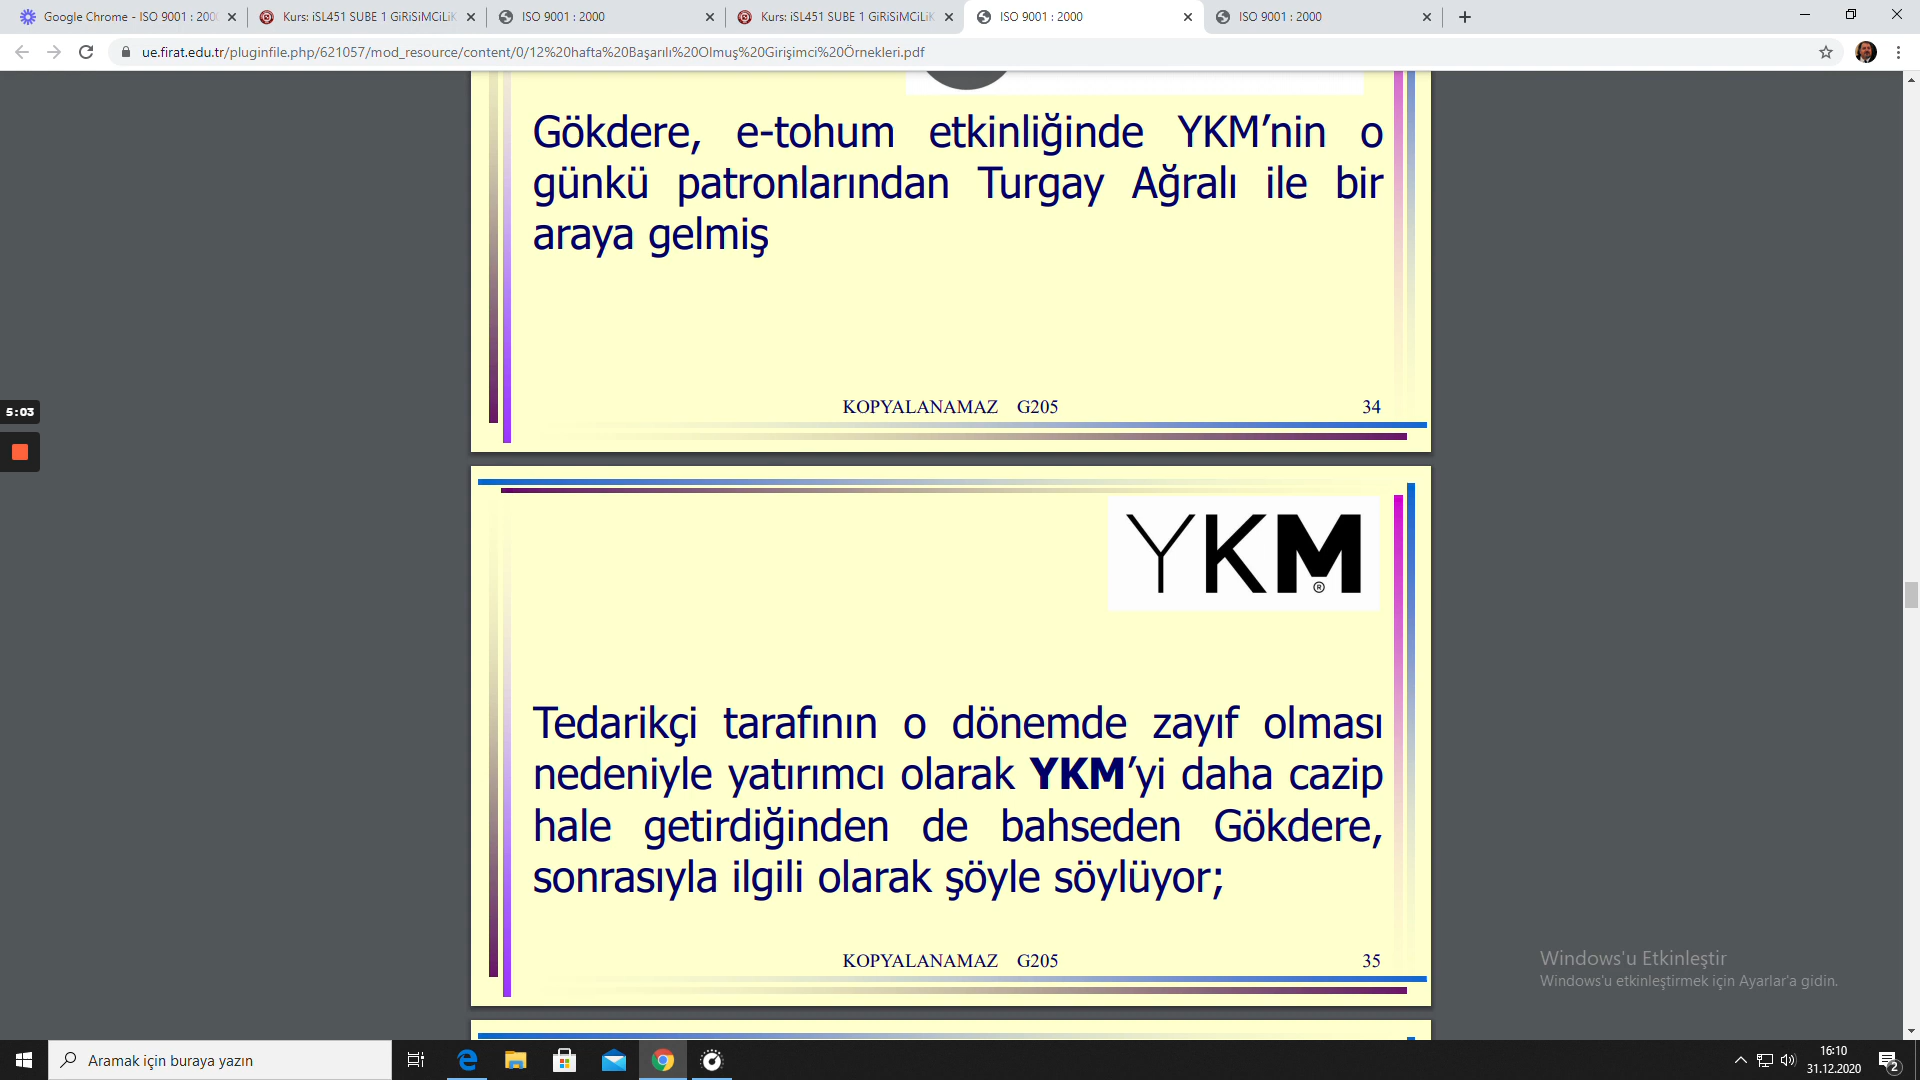 Google Chrome - ISO 9001 : 200
Kurs: iSL451 SUBE 1 GiRiSiMCiLiK
ISO 9001 : 2000
Kurs: iSL451 SUBE 1 GiRiSiMCiLiK
ISO 9001 : 2000
ISO 9001 : 2000
ue.firat.edu.tr/pluginfile.php/621057/mod_resource/content/0/12%20hafta%20Başarılı%20Olmuş%20Girişimci%20Örnekleri.pdf
Gökdere, e-tohum etkinliğinde YKM’nin o
günkü patronlarından Turgay Ağralı ile bir
araya gelmiş
5:03
KOPYALANAMAZ G205 34
YKM
®
Tedarikçi tarafının o dönemde zayıf olması
nedeniyle yatırımcı olarak YKM’yi daha cazip
hale getirdiğinden de bahseden Gökdere,
sonrasıyla ilgili olarak şöyle söylüyor;
KOPYALANAMAZ G205 35
Windows'u Etkinleştir
Windows'u etkinleştirmek için Ayarlar'a gidin.
Aramak için buraya yazın
16:10
31.12.2020
2